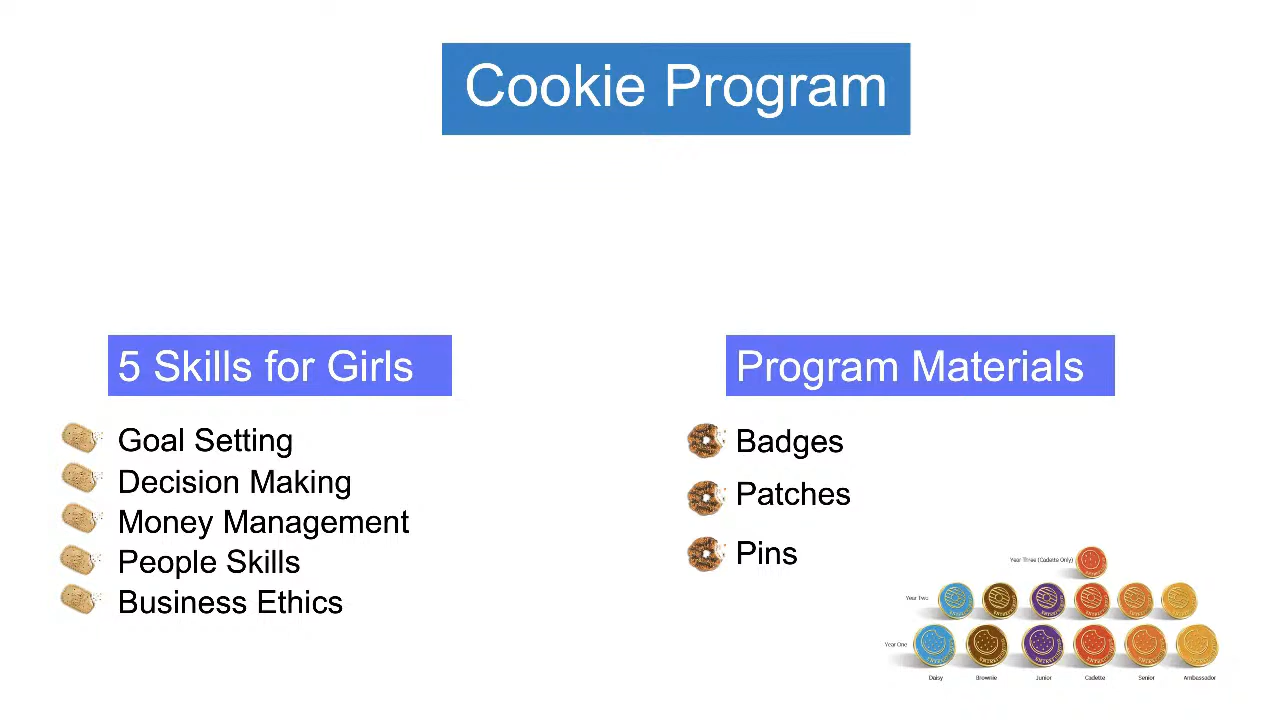 Cookie Program
5 Skills for Girls
Goal Setting
Decision Making
Money Management
People Skills
Business Ethics
Program Materials
Badges
Patches
Pins
Year Three (Cadette Only)
Year Two
Year One
Daisy
Brownie
Junior
Cadette
Senior
Ambassador